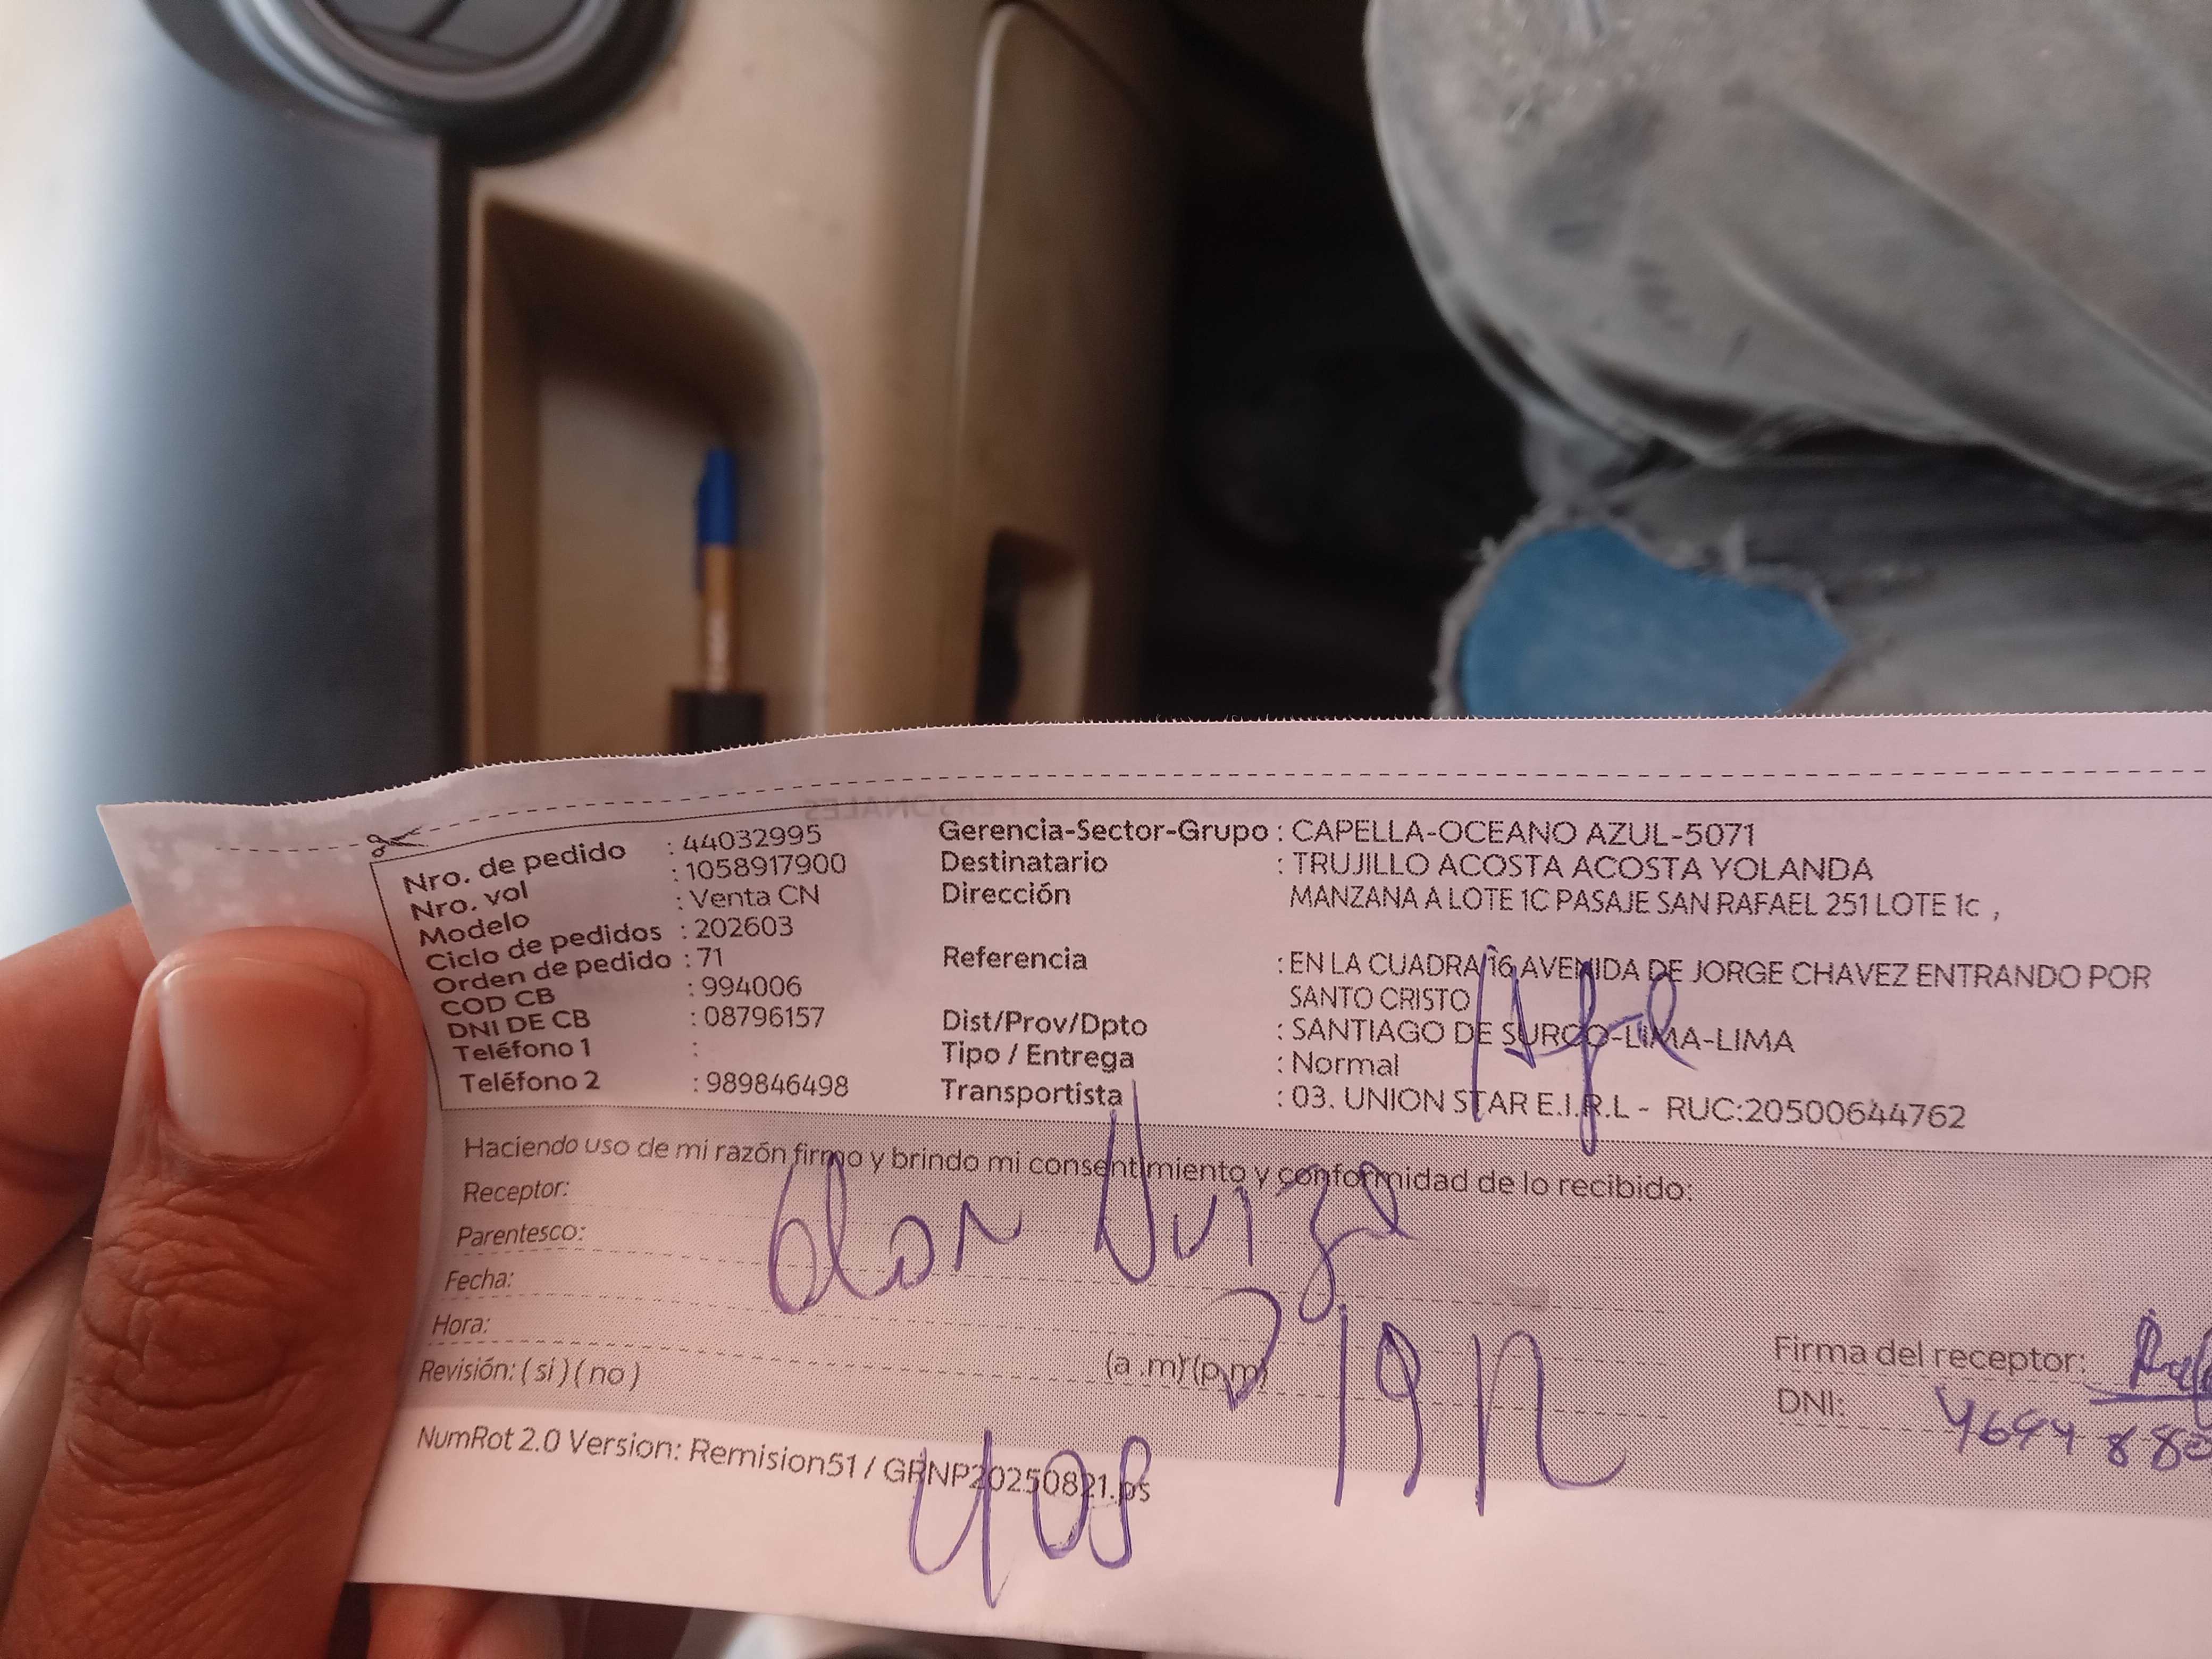 Nro. de pedido : 44032995
Nro. vol : 1058917900
Modelo : Venta CN
Ciclo de pedidos : 202603
Orden de pedido : 71
COD CB : 994006
DNI DE CB : 08796157
Teléfono 1 :
Teléfono 2 : 989846498
Gerencia-Sector-Grupo : CAPELLA-OCEANO AZUL-5071
Destinatario : TRUJILLO ACOSTA ACOSTA YOLANDA
Dirección MANZANA A LOTE 1C PASAJE SAN RAFAEL 251 LOTE 1c ,
Referencia : EN LA CUADRA 16 AVENIDA DE JORGE CHAVEZ ENTRANDO POR
SANTO CRISTO
Dist/Prov/Dpto : SANTIAGO DE SURCO-LIMA-LIMA
Tipo / Entrega : Normal
Transportista : 03. UNION STAR E.I.R.L - RUC:20500644762
Haciendo uso de mi razón firmo y brindo mi consentimiento y conformidad de lo recibido:
Receptor:
Parentesco:
Fecha:
Hora: (a.m)(p.m)
Revisión: ( si ) ( no )
Firma del receptor:
DNI:
NumRot 2.0 Version: Remision51 / GRNP20250821.ps